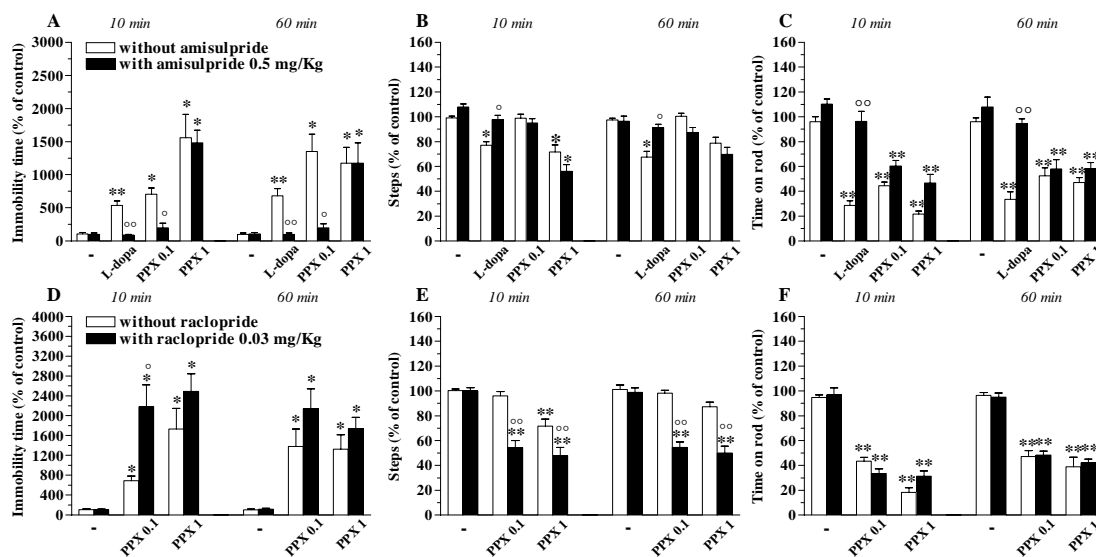 A 10 min 60 min
Immobility time (% of control)
3000
2500
2000
1500
1000
500
0
without amisulpride
with amisulpride 0.5 mg/Kg
** °° * ° * * ** °° * ° * *
- L-dopa PPX 0.1 PPX 1 - L-dopa PPX 0.1 PPX 1
B 10 min 60 min
Steps (% of control)
160
140
120
100
80
60
40
20
0
* ° * * * °
- L-dopa PPX 0.1 PPX 1 - L-dopa PPX 0.1 PPX 1
C 10 min 60 min
Time on rod (% of control)
160
140
120
100
80
60
40
20
0
** °° ** ** ** ** ** °° ** ** ** **
- L-dopa PPX 0.1 PPX 1 - L-dopa PPX 0.1 PPX 1
D 10 min 60 min
Immobility time (% of control)
4000
3600
3200
2800
2400
2000
1600
1200
800
400
0
without raclopride
with raclopride 0.03 mg/Kg
°
* * * * * * * *
- PPX 0.1 PPX 1 - PPX 0.1 PPX 1
E 10 min 60 min
Steps (% of control)
160
140
120
100
80
60
40
20
0
°° ** °° °° °°
** ** ** **
- PPX 0.1 PPX 1 - PPX 0.1 PPX 1
F 10 min 60 min
Time on rod (% of control)
160
140
120
100
80
60
40
20
0
** ** ** ** ** ** ** **
- PPX 0.1 PPX 1 - PPX 0.1 PPX 1